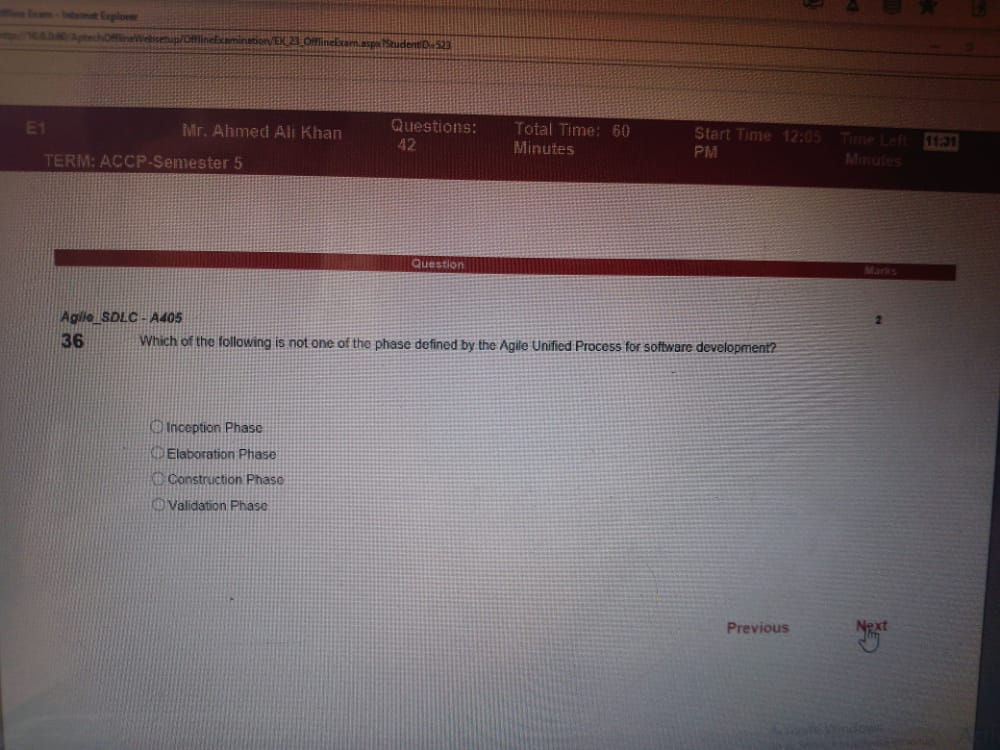 Offline Exam - Internet Explorer
/AptechOfflineWebsetup/OfflineExamination/EX_23_OfflineExam.aspx?StudentID=523
E1 Mr. Ahmed Ali Khan Questions: 42 Total Time: 60 Minutes Start Time 12:05 PM Time Left 11:31 Minutes
TERM: ACCP-Semester 5
Question Marks
Agile_SDLC - A405 2
36 Which of the following is not one of the phase defined by the Agile Unified Process for software development?
Inception Phase
Elaboration Phase
Construction Phase
Validation Phase
Previous Next